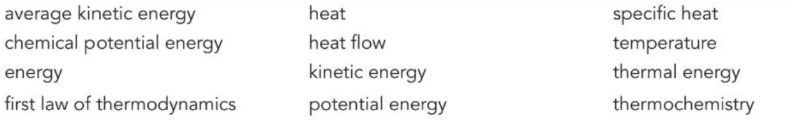 average kinetic energy
chemical potential energy
energy
first law of thermodynamics
heat
heat flow
kinetic energy
potential energy
specific heat
temperature
thermal energy
thermochemistry